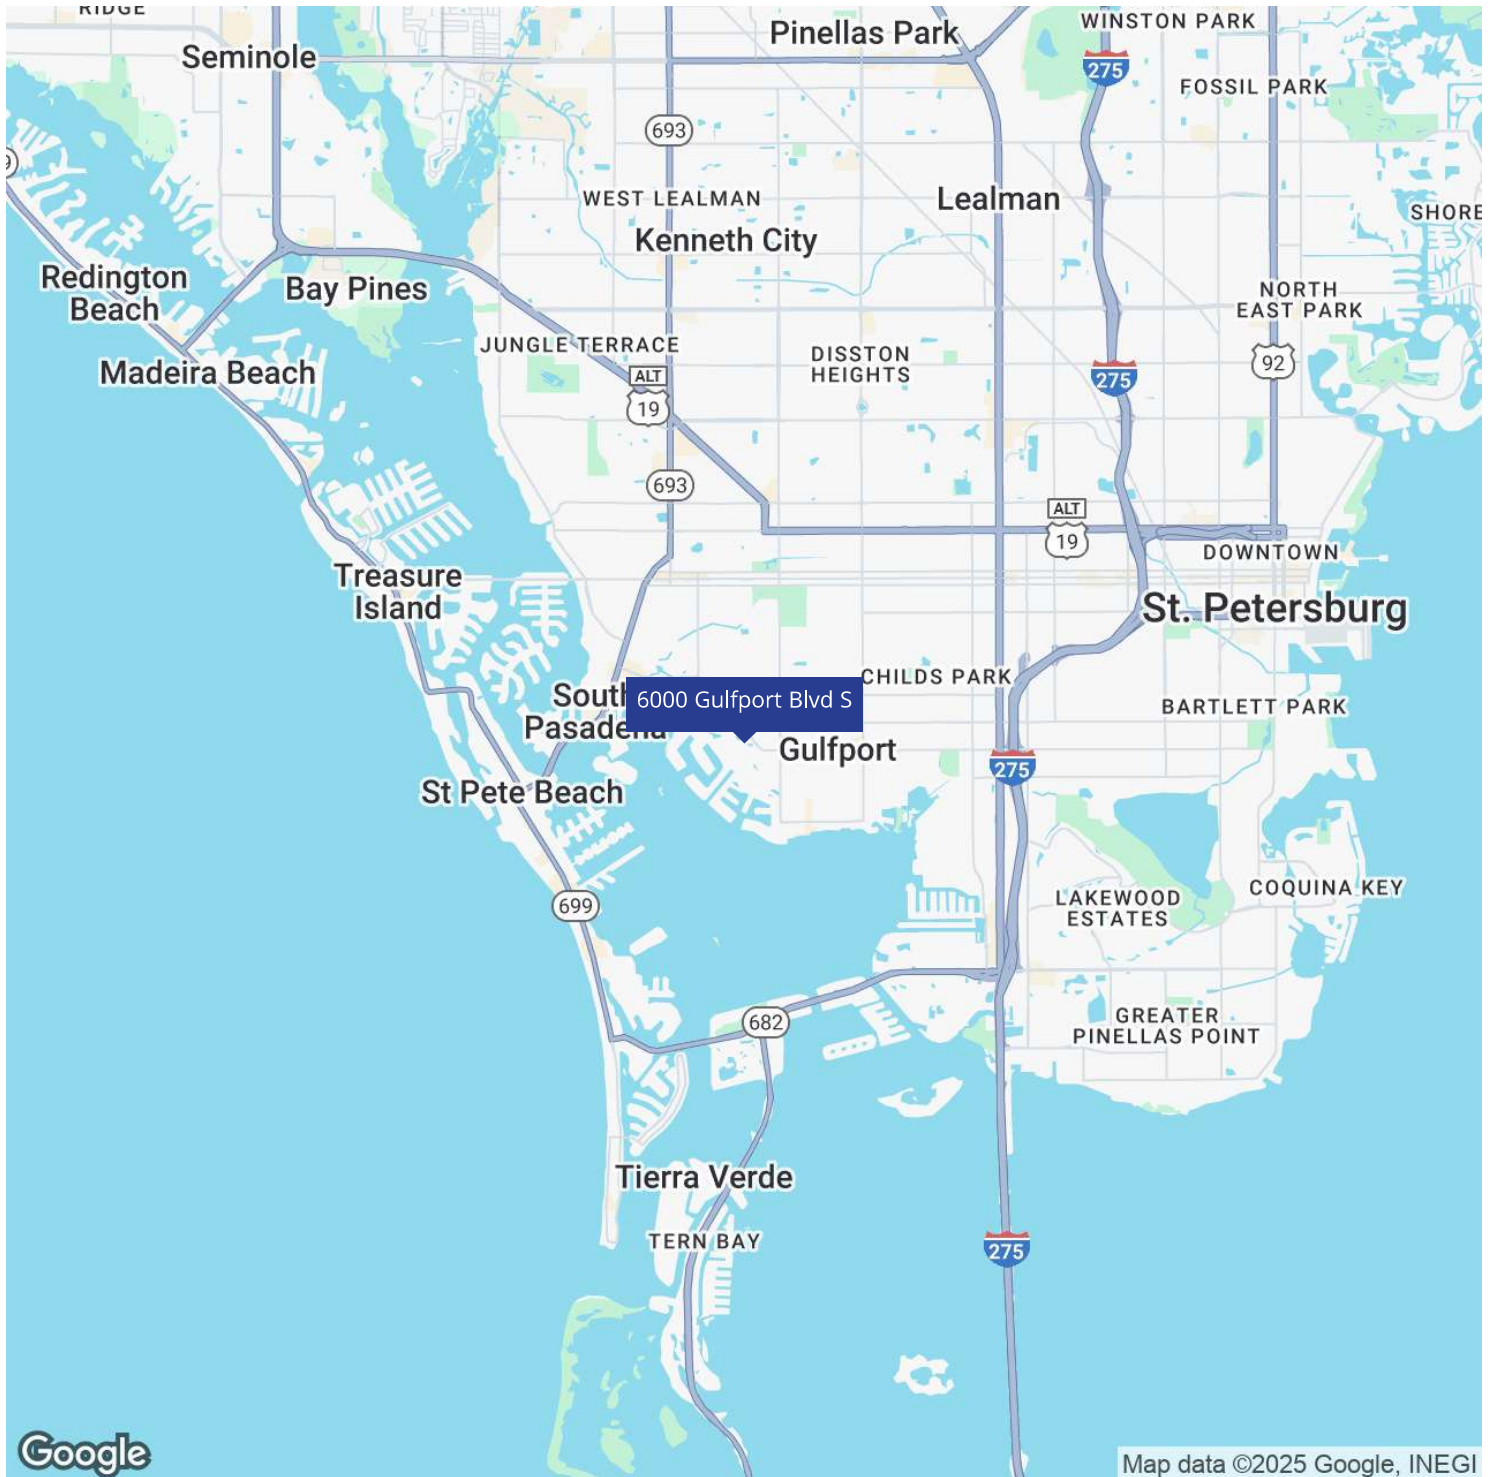 RIDGE
Pinellas Park
WINSTON PARK
Seminole
275
FOSSIL PARK
693
WEST LEALMAN
Lealman
SHORE
Kenneth City
Redington
Beach
Bay Pines
NORTH
EAST PARK
JUNGLE TERRACE
DISSTON
HEIGHTS
92
Madeira Beach
ALT
19
275
693
ALT
19
DOWNTOWN
Treasure
Island
St. Petersburg
CHILDS PARK
6000 Gulfport Blvd S
South
Pasadena
BARTLETT PARK
Gulfport
275
St Pete Beach
COQUINA KEY
LAKEWOOD
ESTATES
699
682
GREATER
PINELLAS POINT
Tierra Verde
TERN BAY
275
Google
Map data ©2025 Google, INEGI